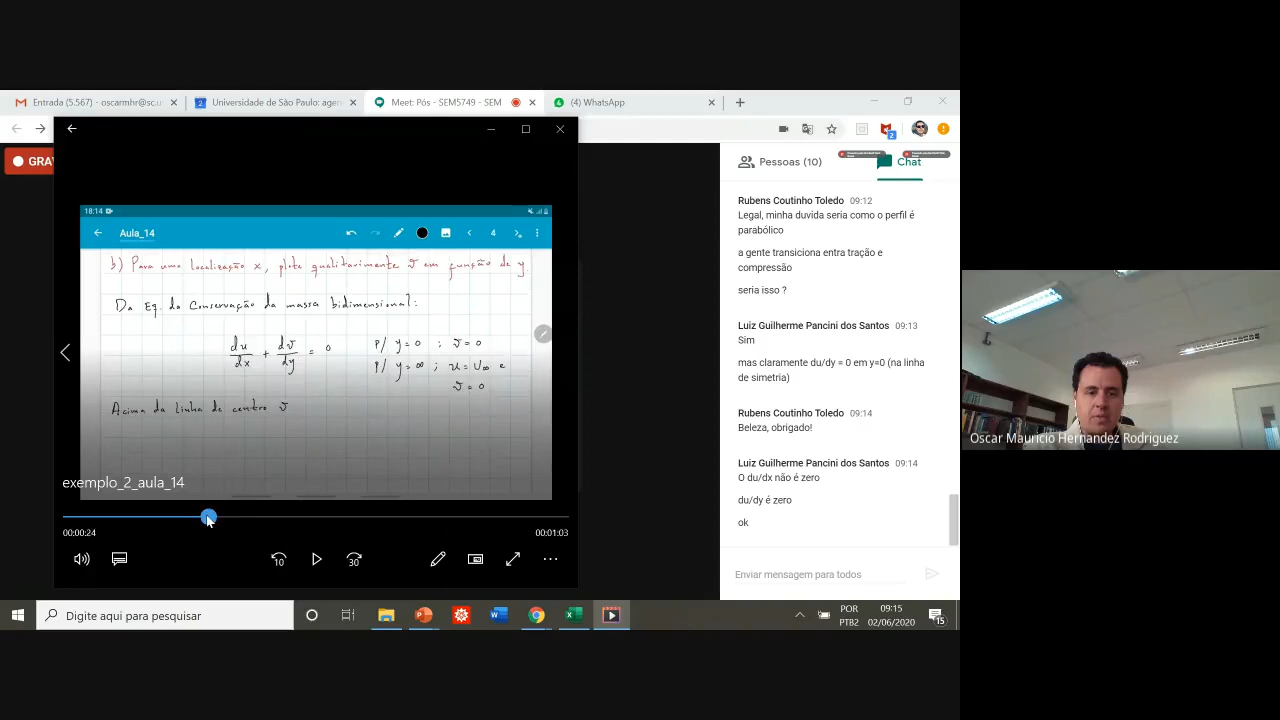 Entrada (5.567) - oscarmhr@sc.u
Universidade de São Paulo: agen
Meet: Pós - SEM5749 - SEM
(4) WhatsApp
GRAV
Pessoas (10)
Chat
18:14
Aula_14
4
b) Para uma localização x, plote qualitativamente v em função de y.
Da Eq. da Conservação da massa bidimensional:
du/dx + dv/dy = 0
p/ y=0 ; v=0
p/ y=∞ ; u=U∞ e
v=0
Acima da linha de centro v
exemplo_2_aula_14
00:00:24
00:01:03
10
30
Rubens Coutinho Toledo 09:12
Legal, minha duvida seria como o perfil é
parabólico
a gente transiciona entra tração e
compressão
seria isso ?
Luiz Guilherme Pancini dos Santos 09:13
Sim
mas claramente du/dy = 0 em y=0 (na linha
de simetria)
Rubens Coutinho Toledo 09:14
Beleza, obrigado!
Luiz Guilherme Pancini dos Santos 09:14
O du/dx não é zero
du/dy é zero
ok
Enviar mensagem para todos
Oscar Mauricio Hernandez Rodriguez
Digite aqui para pesquisar
POR
PTB2
09:15
02/06/2020
15